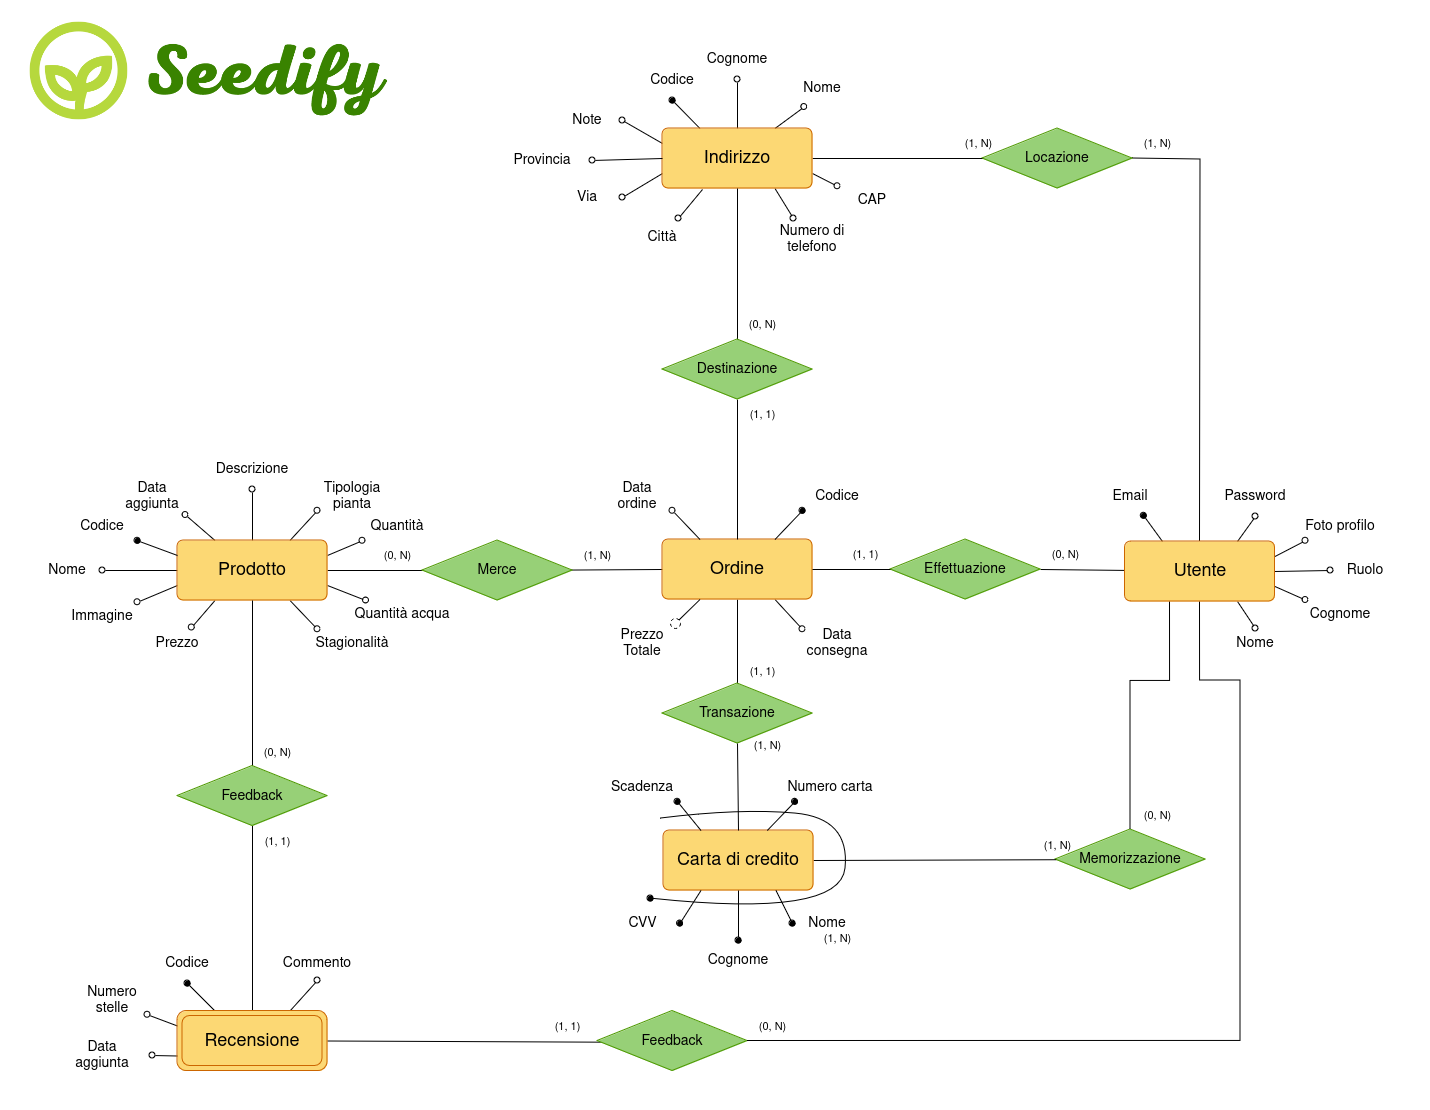 Seedify
Cognome
Codice
Nome
Note
Provincia
Via
Città
Numero di
telefono
CAP
Indirizzo
(1, N)
Locazione
(1, N)
(0, N)
Destinazione
(1, 1)
Descrizione
Data
aggiunta
Tipologia
pianta
Codice
Quantità
Nome
Prodotto
Immagine
Quantità acqua
Prezzo
Stagionalità
(0, N)
Merce
(1, N)
Data
ordine
Codice
Ordine
Prezzo
Totale
Data
consegna
(1, 1)
Effettuazione
(0, N)
Email
Password
Foto profilo
Utente
Ruolo
Cognome
Nome
(1, 1)
Transazione
(1, N)
(0, N)
Feedback
(1, 1)
Scadenza
Numero carta
Carta di credito
CVV
Nome
(1, N)
Cognome
(0, N)
(1, N)
Memorizzazione
Codice
Commento
Numero
stelle
Recensione
Data
aggiunta
(1, 1)
Feedback
(0, N)